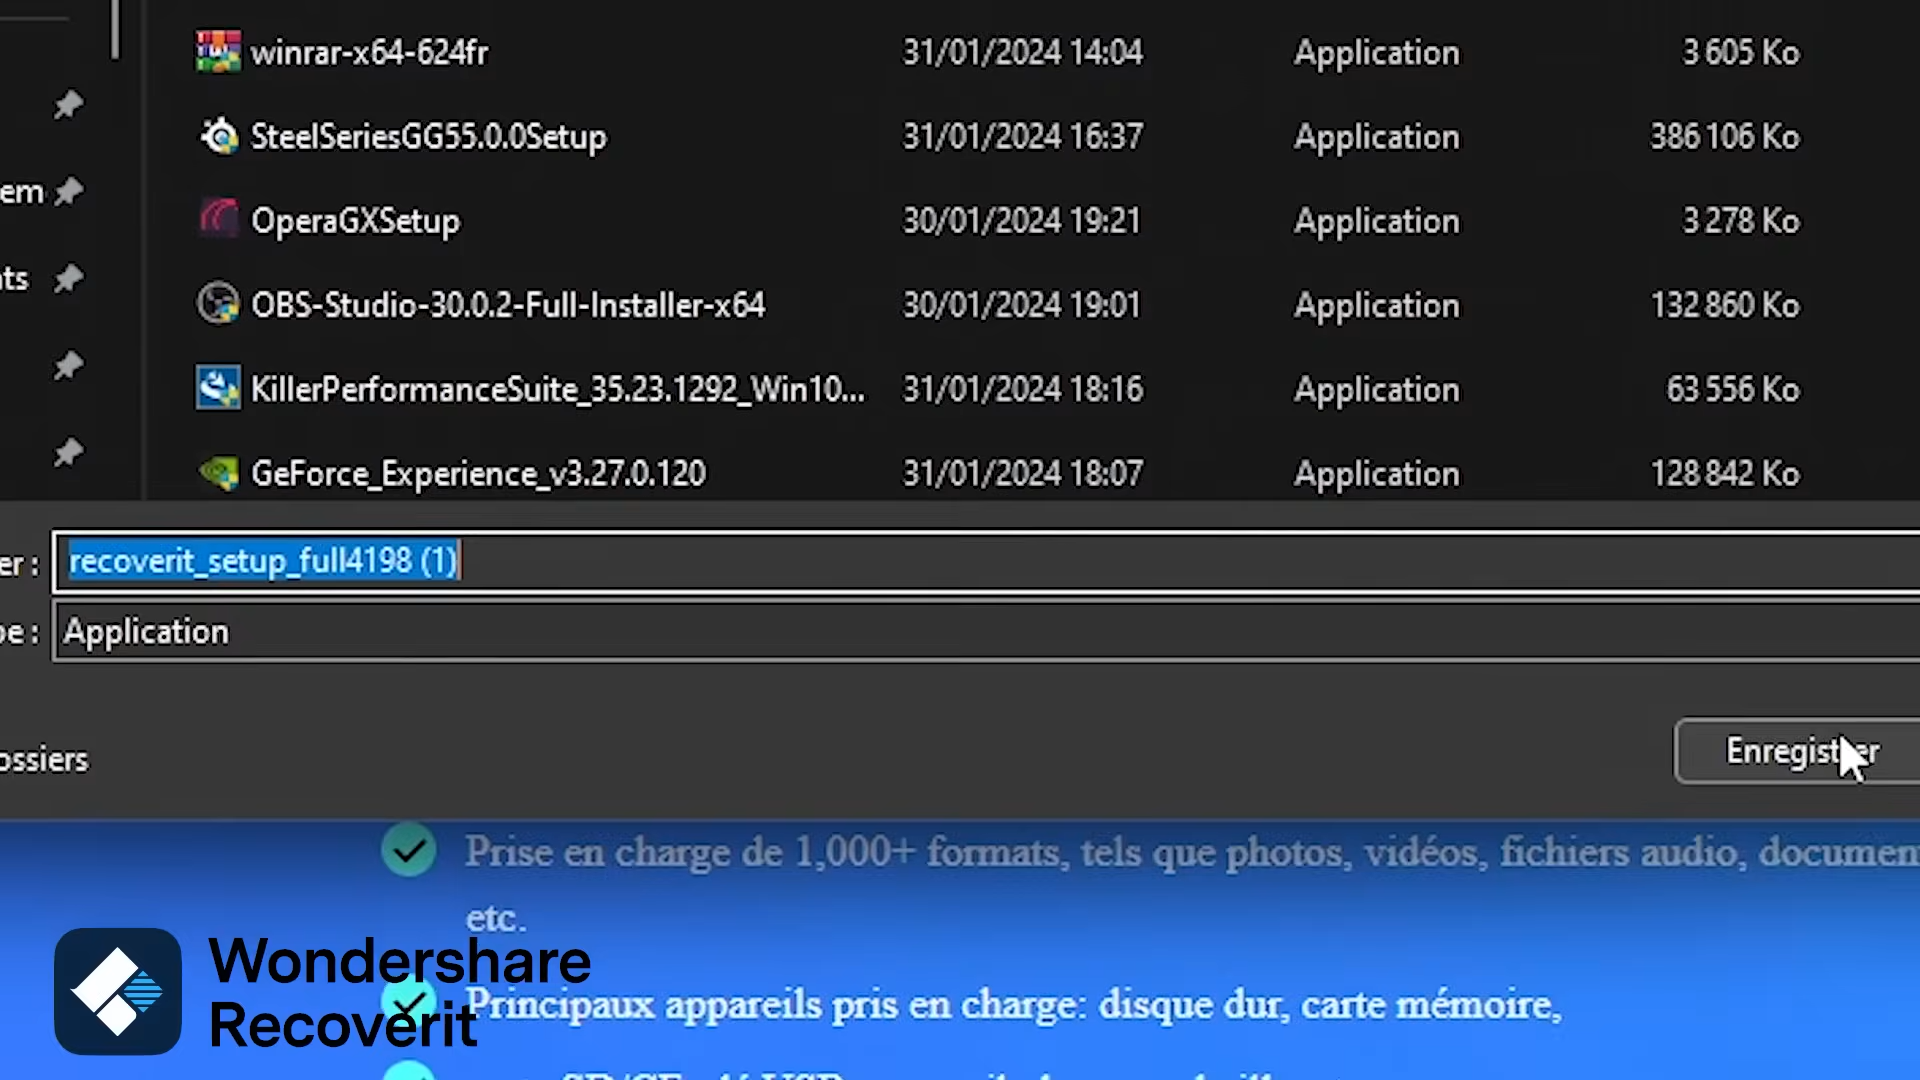 winrar-x64-624fr 31/01/2024 14:04 Application 3 605 Ko
SteelSeriesGG55.0.0Setup 31/01/2024 16:37 Application 386 106 Ko
em
OperaGXSetup 30/01/2024 19:21 Application 3 278 Ko
ts
OBS-Studio-30.0.2-Full-Installer-x64 30/01/2024 19:01 Application 132 860 Ko
KillerPerformanceSuite_35.23.1292_Win10... 31/01/2024 18:16 Application 63 556 Ko
GeForce_Experience_v3.27.0.120 31/01/2024 18:07 Application 128 842 Ko
er : recoverit_setup_full4198 (1)
pe : Application
ossiers
Enregistrer
Prise en charge de 1,000+ formats, tels que photos, vidéos, fichiers audio, documen
etc.
Principaux appareils pris en charge: disque dur, carte mémoire,
Wondershare
Recoverit